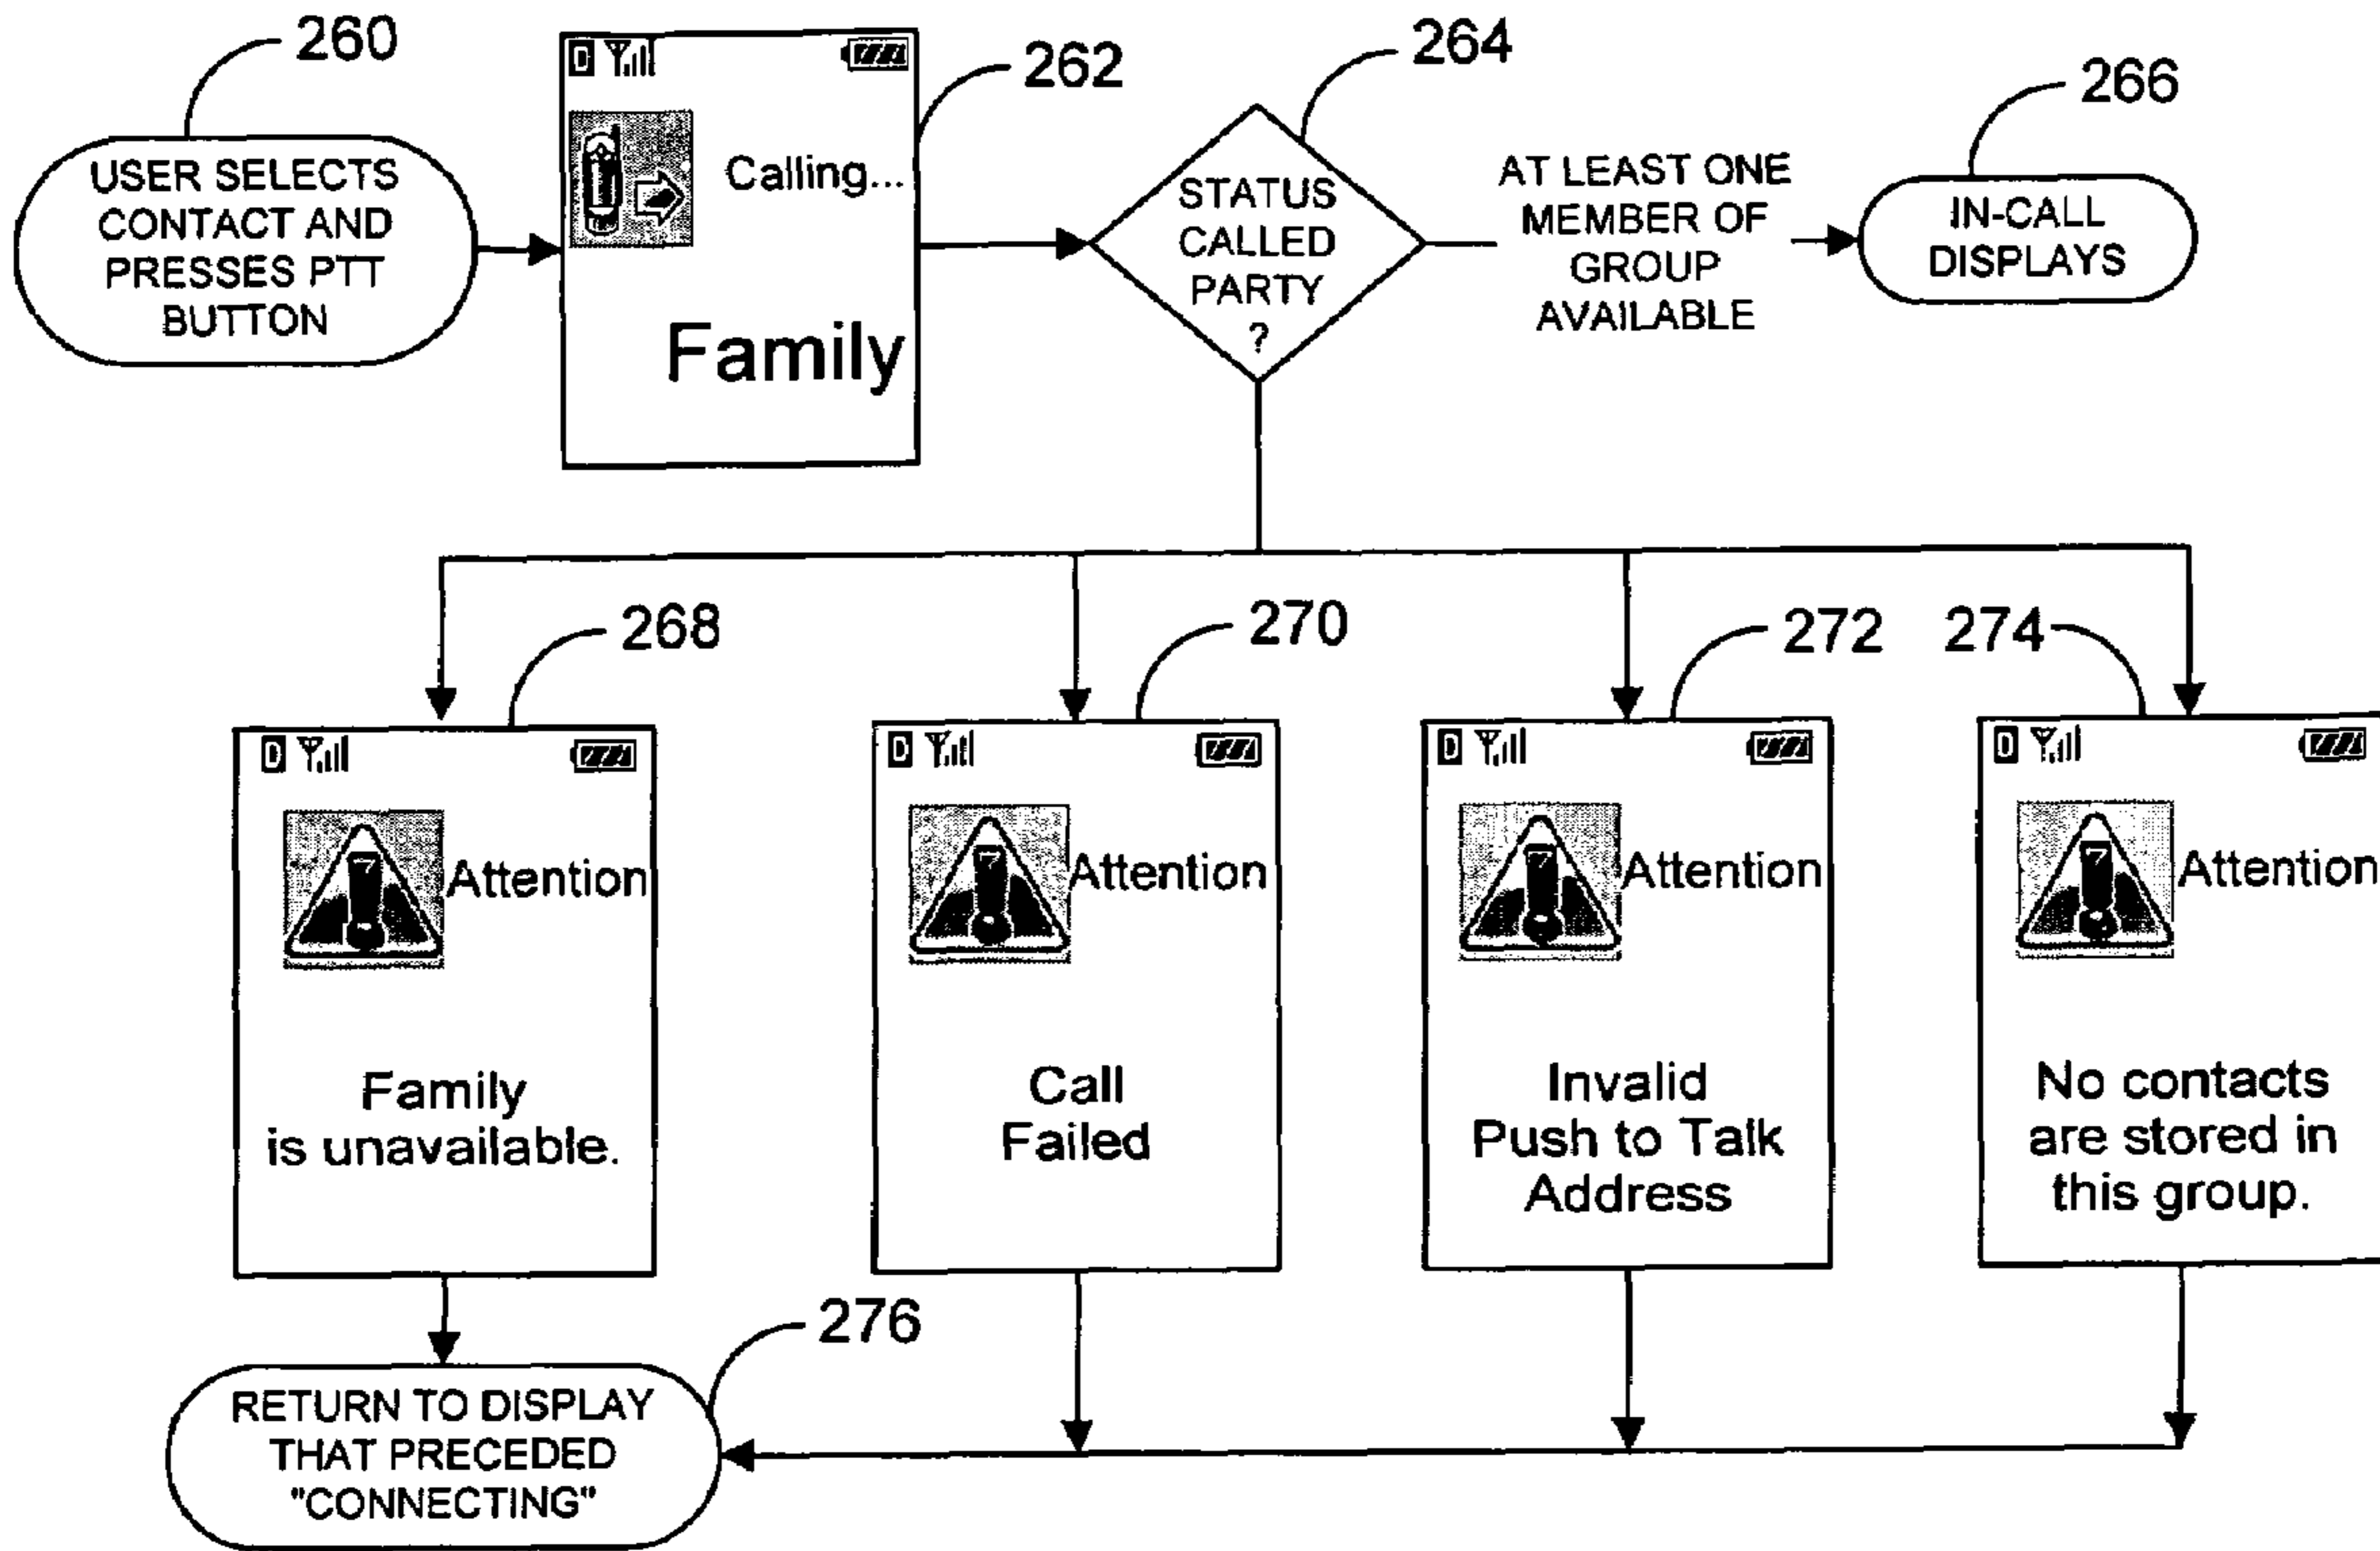 260
USER SELECTS
CONTACT AND
PRESSES PTT
BUTTON
D
Calling...
Family
262
264
STATUS
CALLED
PARTY
?
AT LEAST ONE
MEMBER OF
GROUP
AVAILABLE
266
IN-CALL
DISPLAYS
268
D
Attention
Family
is unavailable.
270
D
Attention
Call
Failed
272
D
Attention
Invalid
Push to Talk
Address
274
D
Attention
No contacts
are stored in
this group.
276
RETURN TO DISPLAY
THAT PRECEDED
"CONNECTING"